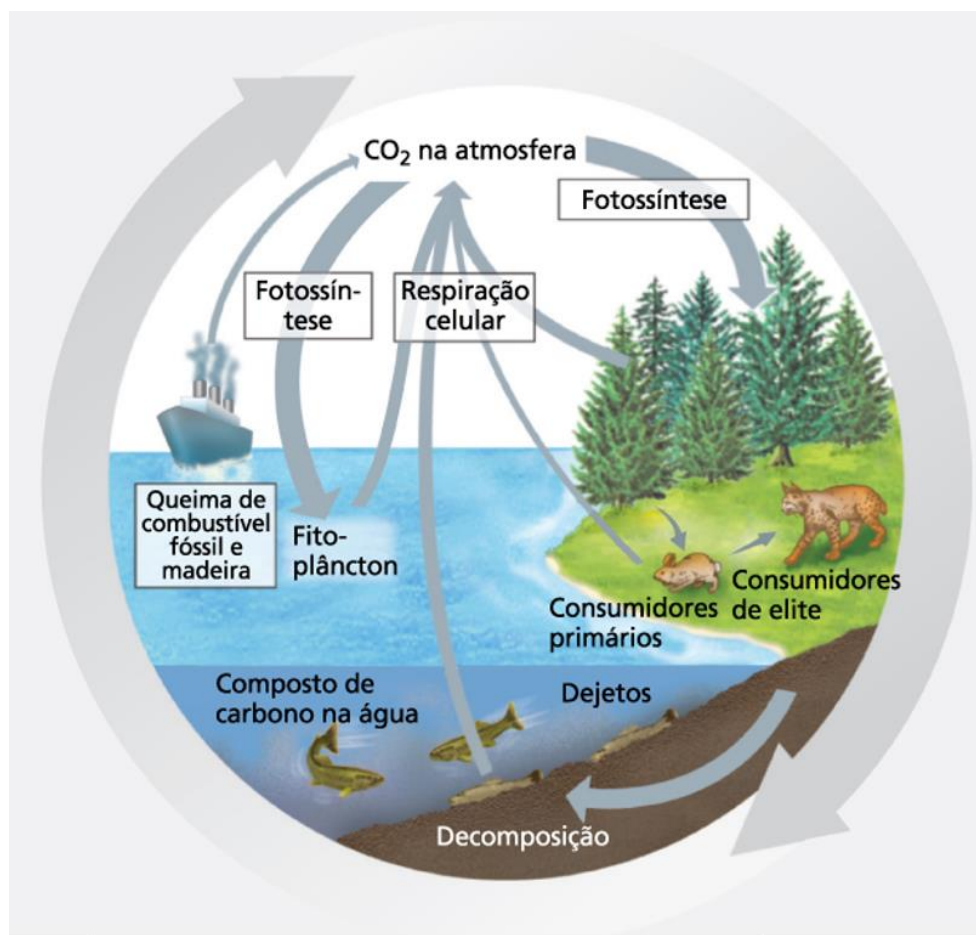 CO₂ na atmosfera
Fotossíntese
Fotossín-
tese
Respiração
celular
Queima de
combustível
fóssil e
madeira
Fito-
plâncton
Consumidores
primários
Consumidores
de elite
Composto de
carbono na água
Dejetos
Decomposição